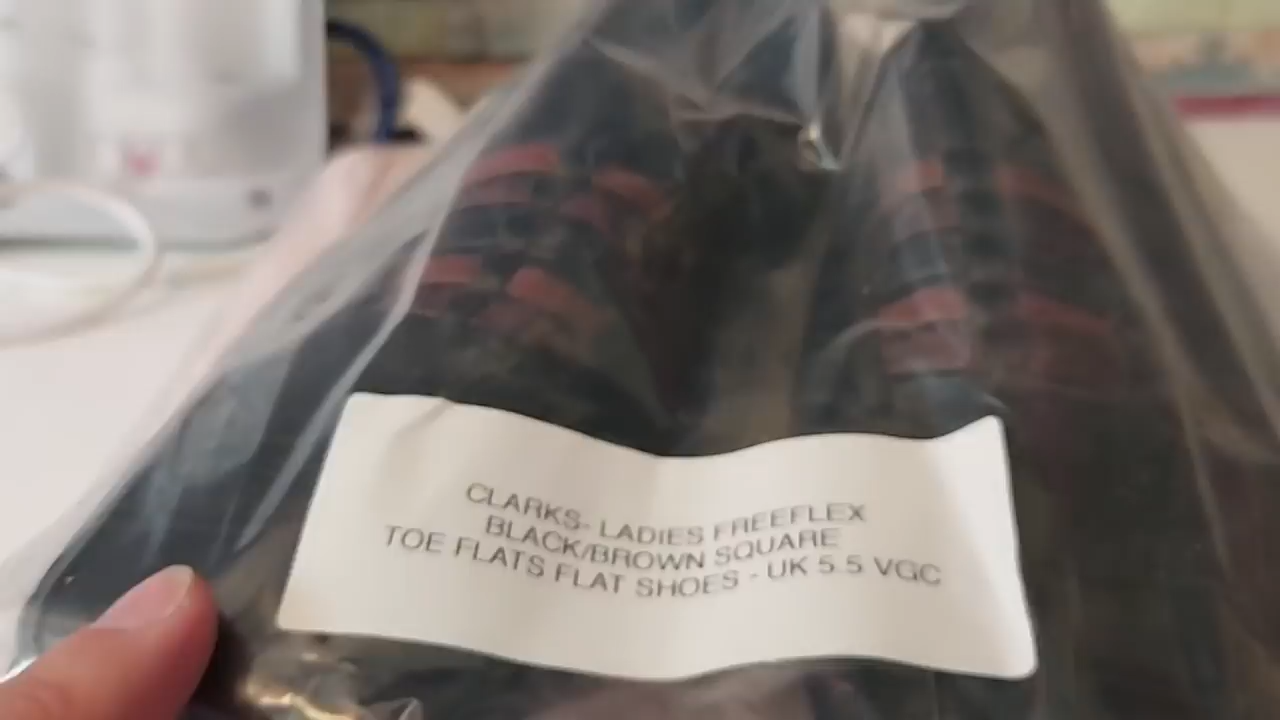 CLARKS- LADIES FREEFLEX
BLACK/BROWN SQUARE
TOE FLATS FLAT SHOES - UK 5.5 VGC